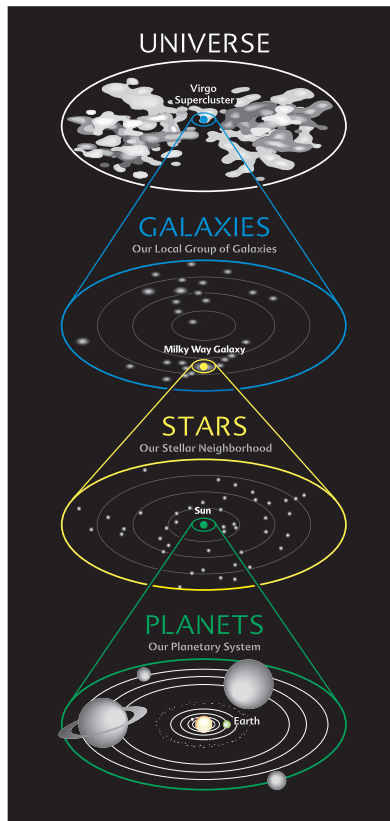 UNIVERSE
Virgo
Supercluster
GALAXIES
Our Local Group of Galaxies
Milky Way Galaxy
STARS
Our Stellar Neighborhood
Sun
PLANETS
Our Planetary System
Earth